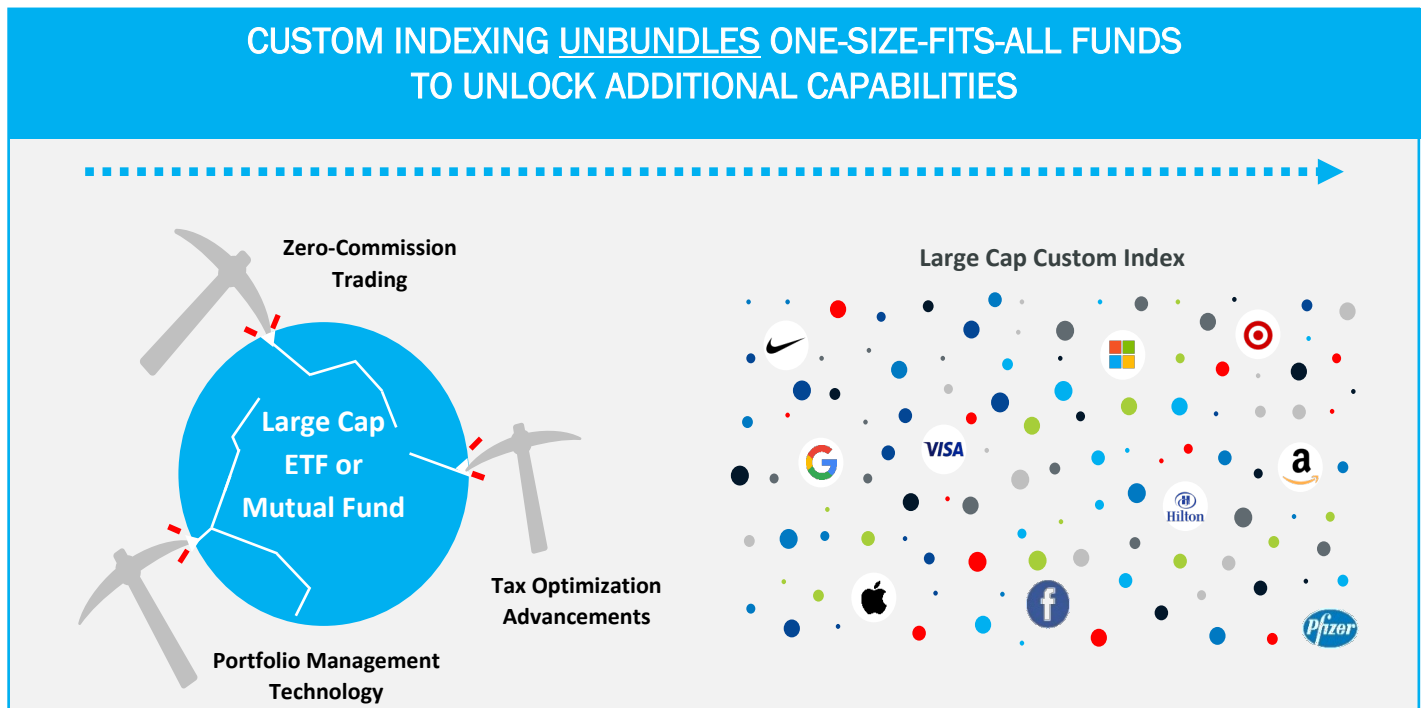 CUSTOM INDEXING UNBUNDLES ONE-SIZE-FITS-ALL FUNDS
TO UNLOCK ADDITIONAL CAPABILITIES
Zero-Commission
Trading
Large Cap
ETF or
Mutual Fund
Tax Optimization
Advancements
Portfolio Management
Technology
Large Cap Custom Index
G
VISA
a
Hilton
f
Pfizer